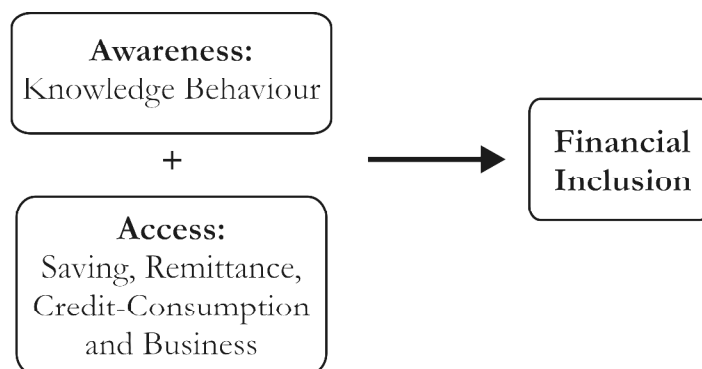 Awareness:
Knowledge Behaviour
+
Access:
Saving, Remittance,
Credit-Consumption
and Business
Financial
Inclusion